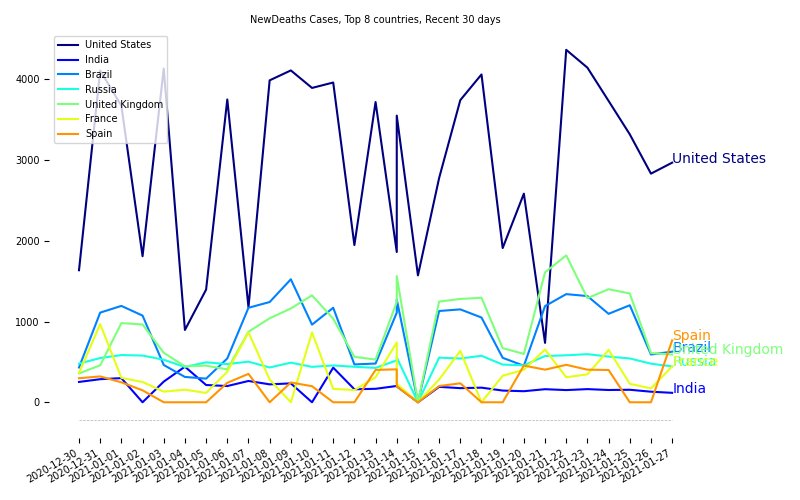 NewDeaths Cases, Top 8 countries, Recent 30 days
United States
India
Brazil
Russia
United Kingdom
France
Spain
4000
3000
2000
1000
0
United States
Spain
Brazil
United Kingdom
Russia
India
2020-12-30
2020-12-31
2021-01-01
2021-01-02
2021-01-03
2021-01-04
2021-01-05
2021-01-06
2021-01-07
2021-01-08
2021-01-09
2021-01-10
2021-01-11
2021-01-12
2021-01-13
2021-01-14
2021-01-15
2021-01-16
2021-01-17
2021-01-18
2021-01-19
2021-01-20
2021-01-21
2021-01-22
2021-01-23
2021-01-24
2021-01-25
2021-01-26
2021-01-27